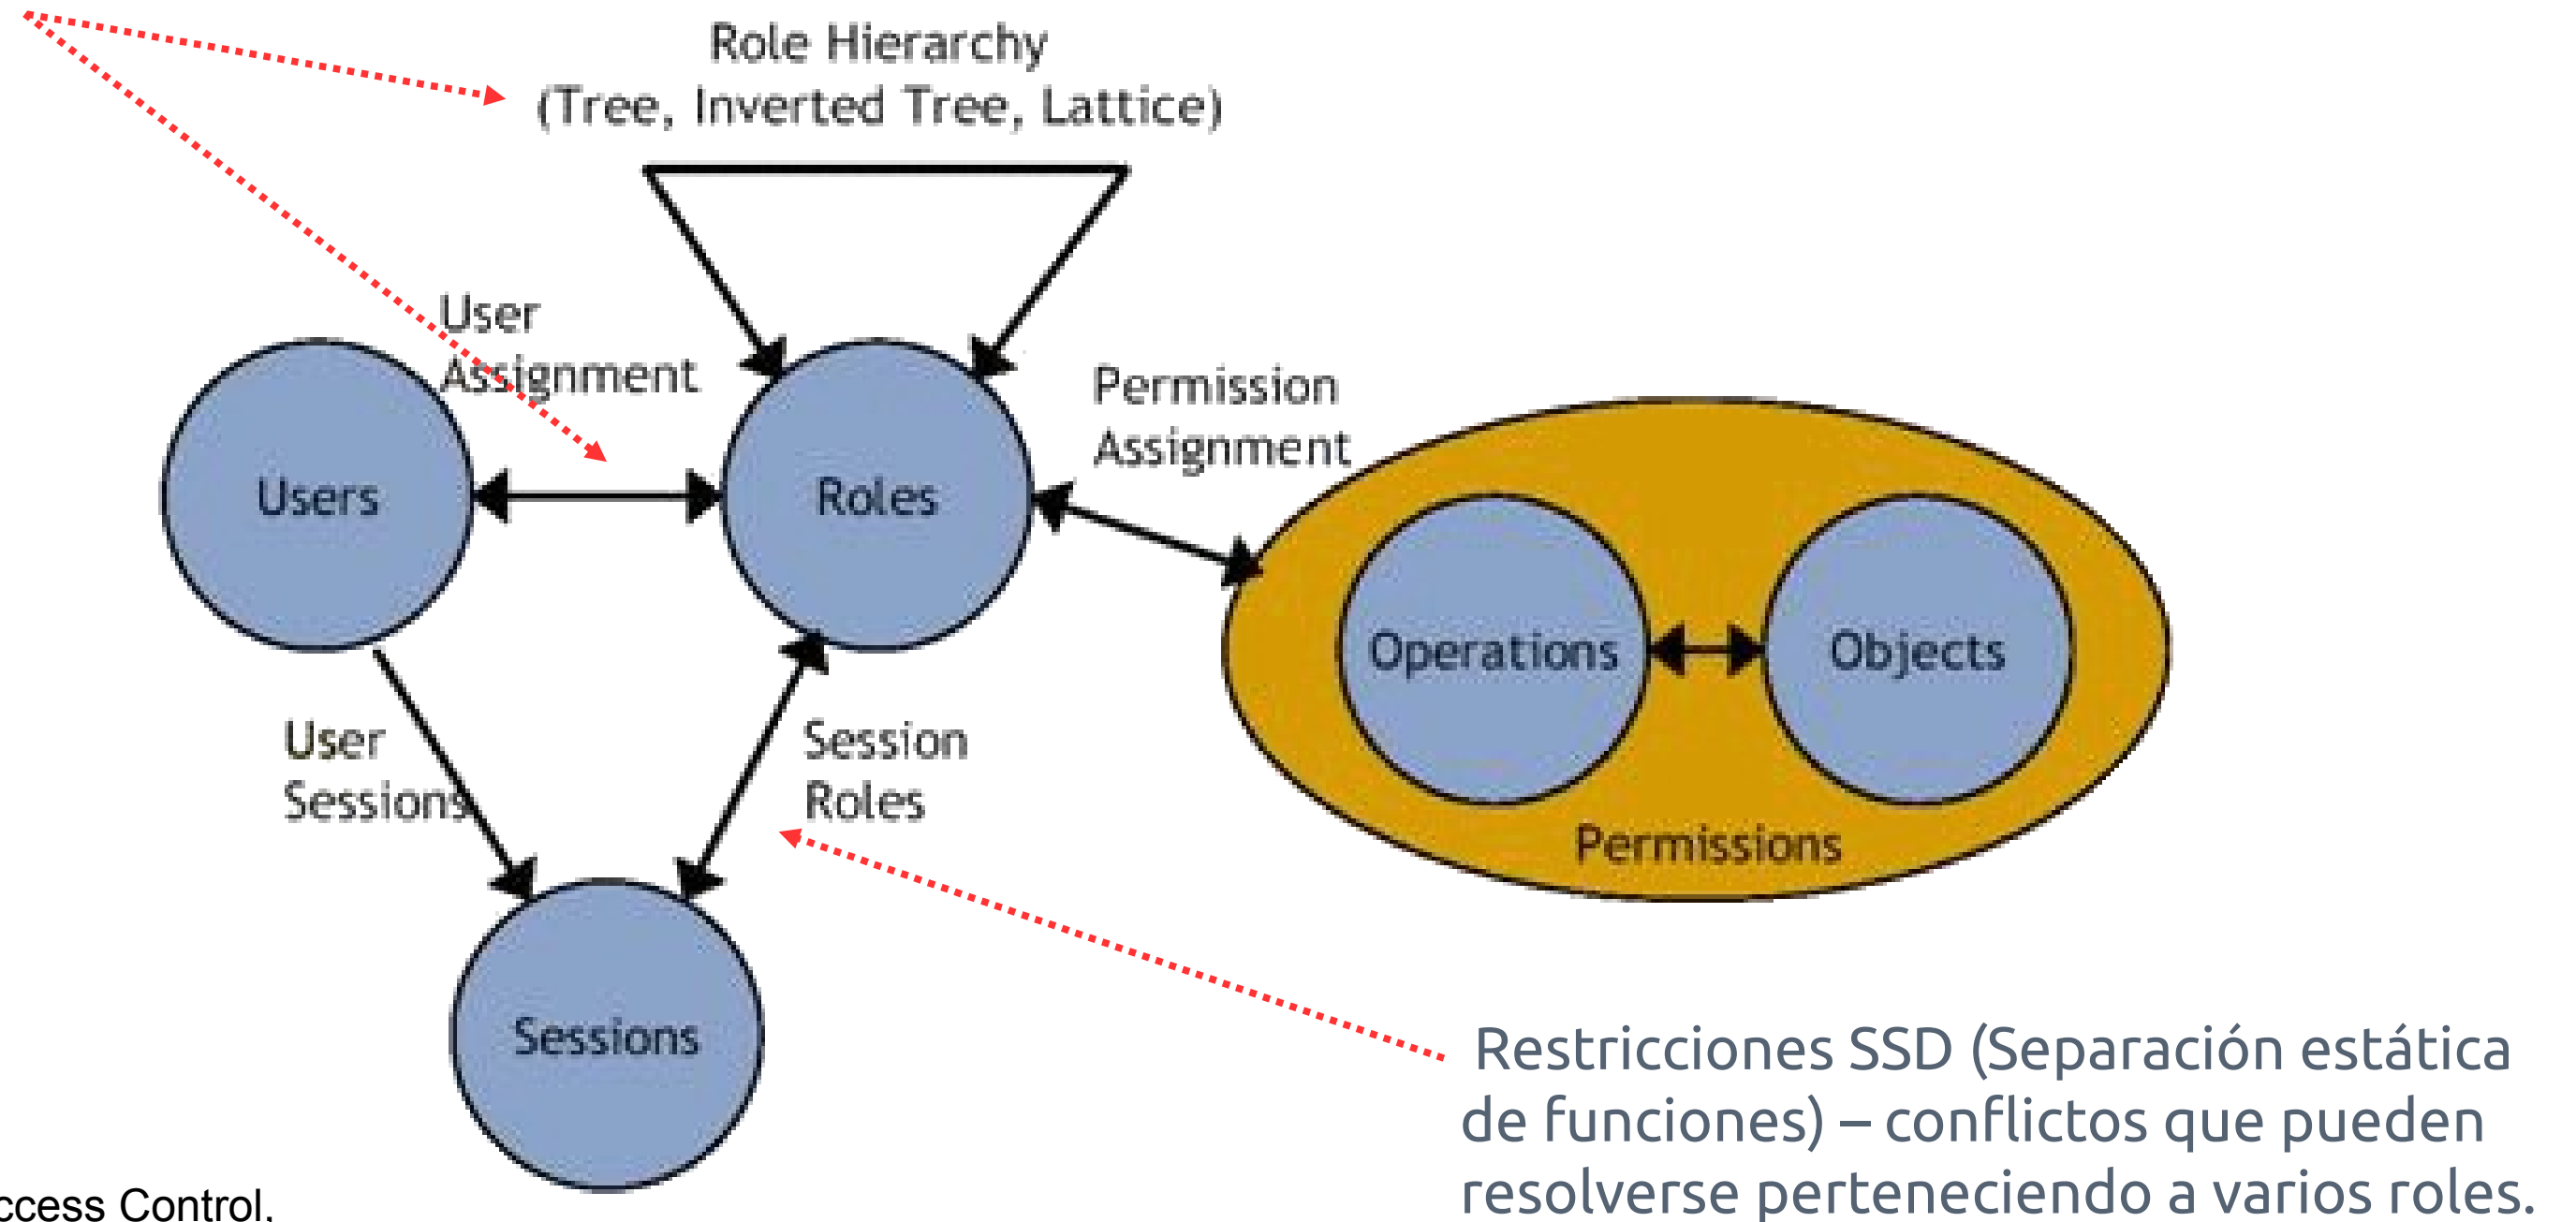 Role Hierarchy
(Tree, Inverted Tree, Lattice)
User
Assignment
Permission
Assignment
Users
Roles
Operations
Objects
Permissions
User
Sessions
Session
Roles
Sessions
Restricciones SSD (Separación estática
de funciones) – conflictos que pueden
resolverse perteneciendo a varios roles.
ccess Control,